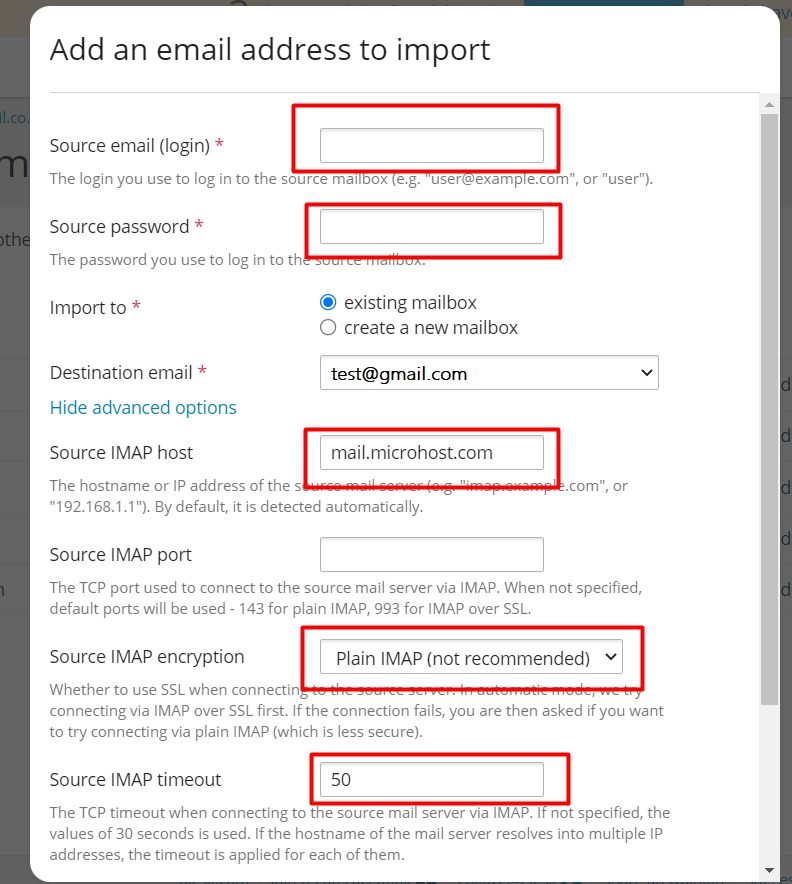 Add an email address to import
Source email (login) *
The login you use to log in to the source mailbox (e.g. "user@example.com", or "user").
Source password *
The password you use to log in to the source mailbox.
Import to *
existing mailbox
create a new mailbox
Destination email *
test@gmail.com
Hide advanced options
Source IMAP host
mail.microhost.com
The hostname or IP address of the source mail server (e.g. "imap.example.com", or
"192.168.1.1"). By default, it is detected automatically.
Source IMAP port
The TCP port used to connect to the source mail server via IMAP. When not specified,
default ports will be used - 143 for plain IMAP, 993 for IMAP over SSL.
Source IMAP encryption
Plain IMAP (not recommended)
Whether to use SSL when connecting to the source server. In automatic mode, we try
connecting via IMAP over SSL first. If the connection fails, you are then asked if you want
to try connecting via plain IMAP (which is less secure).
Source IMAP timeout
50
The TCP timeout when connecting to the source mail server via IMAP. If not specified, the
values of 30 seconds is used. If the hostname of the mail server resolves into multiple IP
addresses, the timeout is applied for each of them.